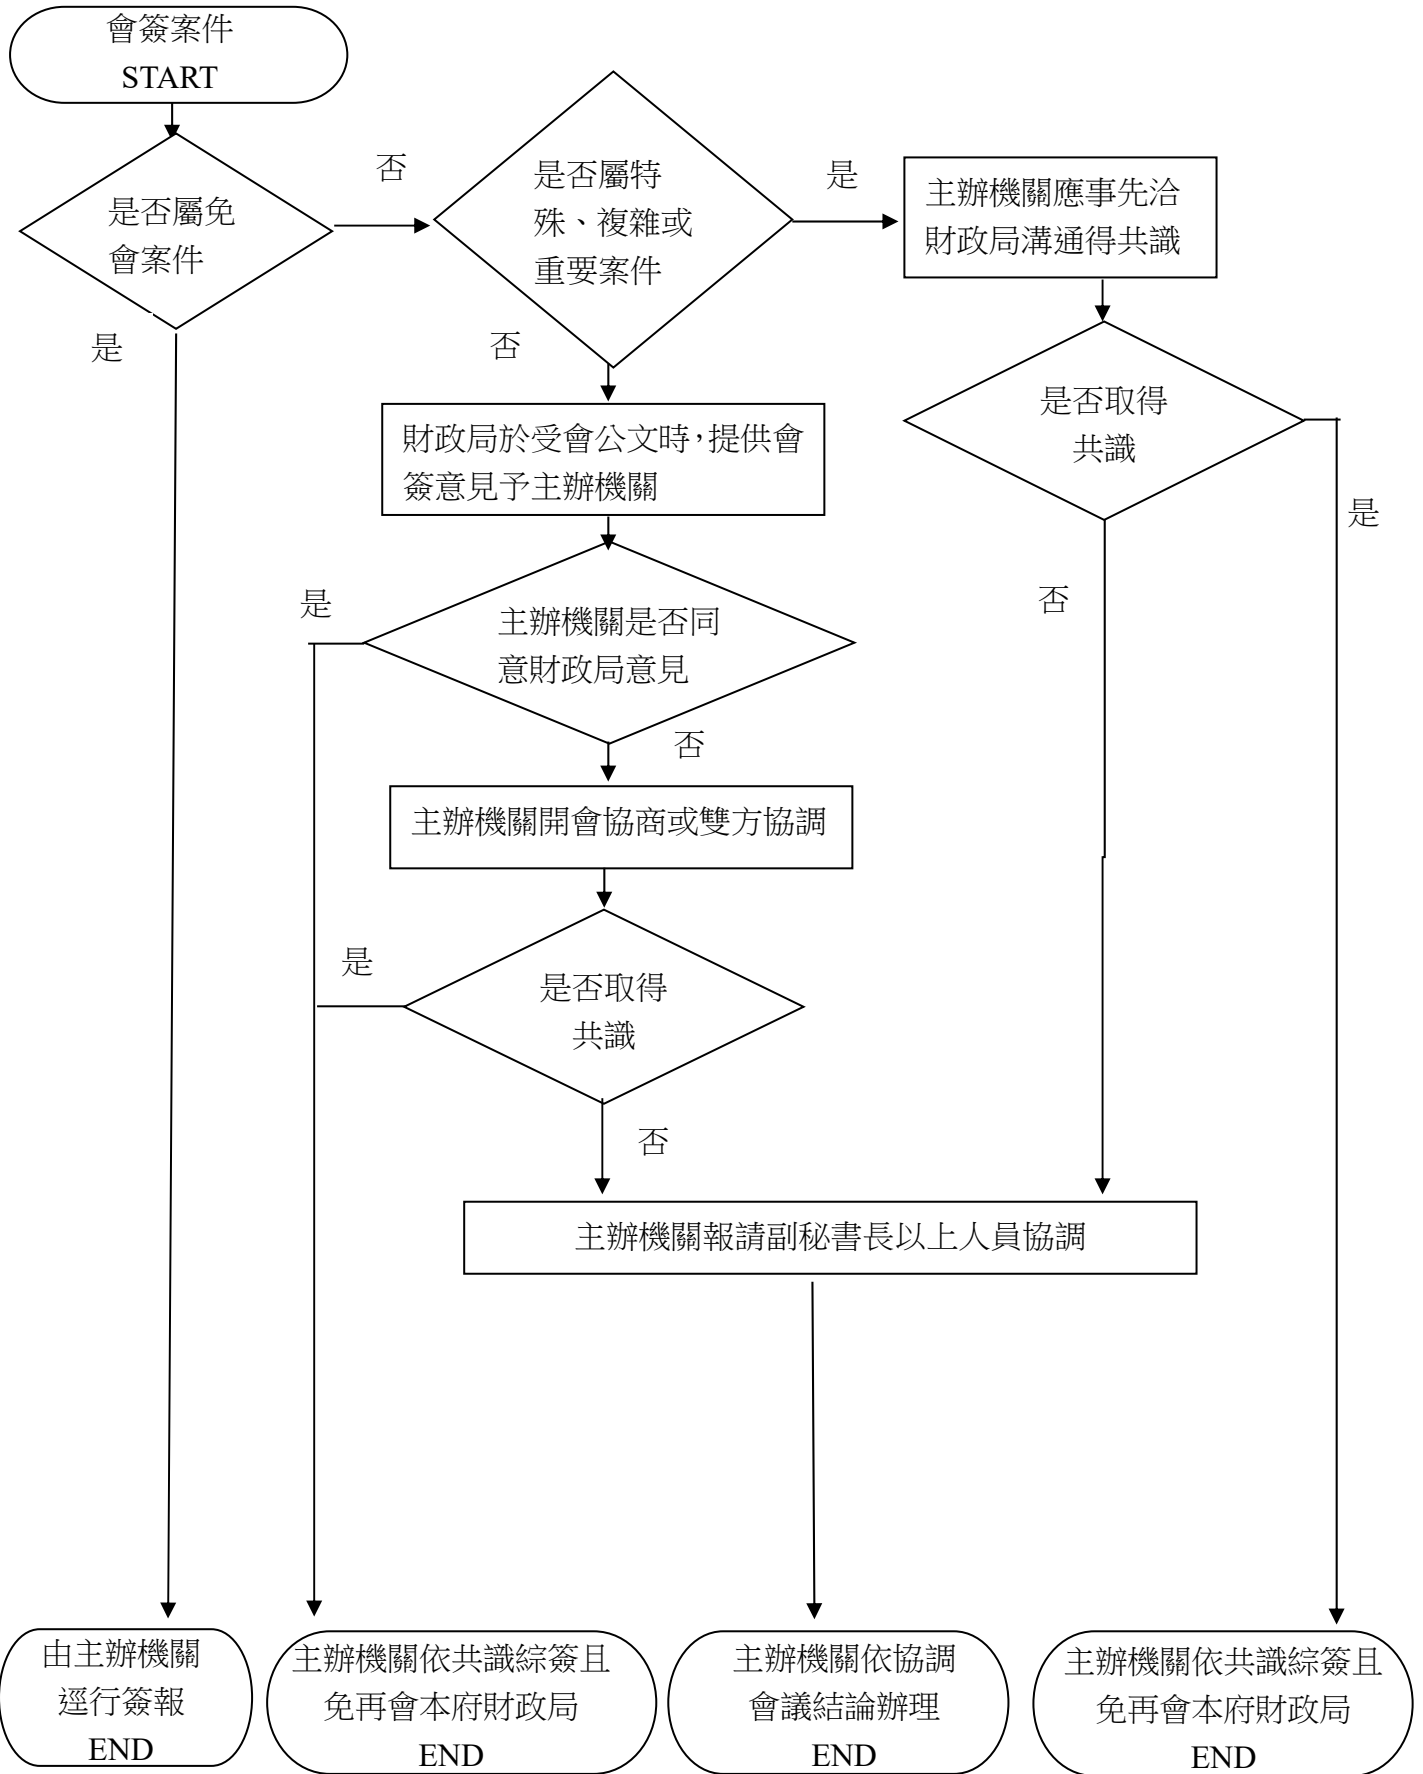 會簽案件
START
是否屬免
會案件
否
是
是否屬特
殊、複雜或
重要案件
是
否
主辦機關應事先洽
財政局溝通得共識
是否取得
共識
是
否
財政局於受會公文時，提供會
簽意見予主辦機關
主辦機關是否同
意財政局意見
是
否
主辦機關開會協商或雙方協調
是否取得
共識
是
否
主辦機關報請副秘書長以上人員協調
由主辦機關
逕行簽報
END
主辦機關依共識綜簽且
免再會本府財政局
END
主辦機關依協調
會議結論辦理
END
主辦機關依共識綜簽且
免再會本府財政局
END